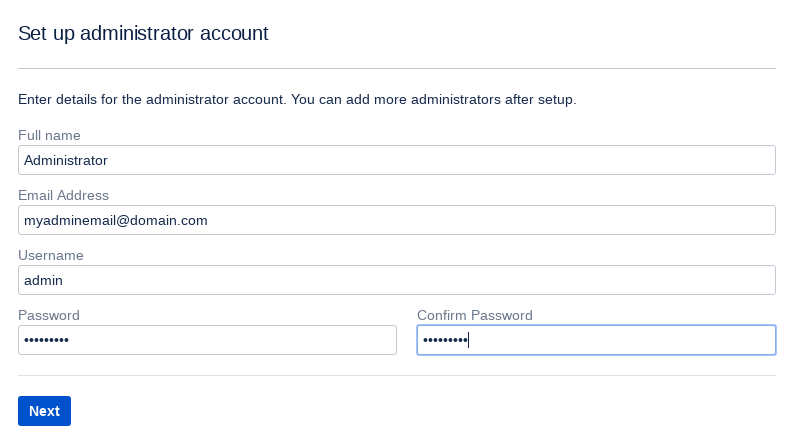 Set up administrator account
Enter details for the administrator account. You can add more administrators after setup.
Full name
Administrator
Email Address
myadminemail@domain.com
Username
admin
Password
Confirm Password
•••••••••
•••••••••
Next